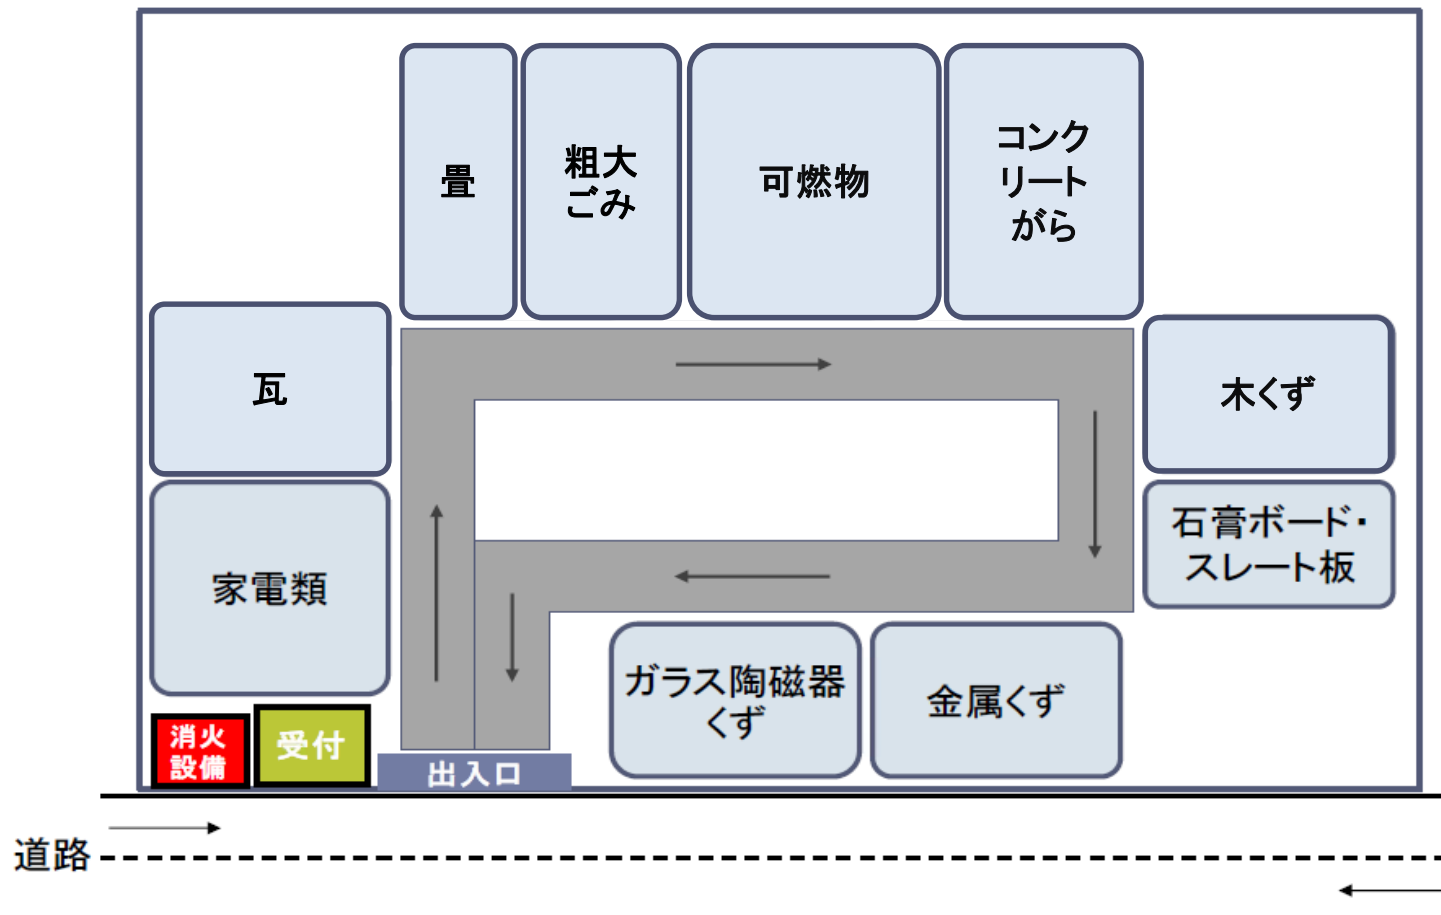 畳
粗大
ごみ
可燃物
コンク
リート
がら
瓦
木くず
家電類
石膏ボード・
スレート板
ガラス陶磁器
くず
金属くず
消火
設備
受付
出入口
道路